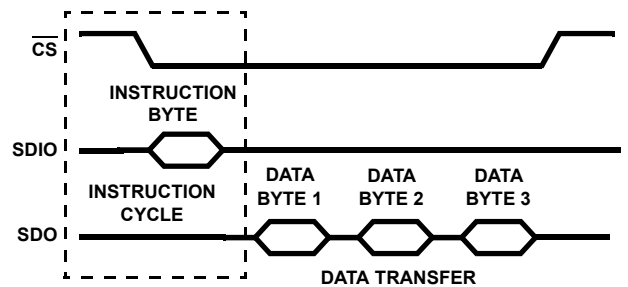 CS
INSTRUCTION
BYTE
SDIO
DATA
BYTE 1
DATA
BYTE 2
DATA
BYTE 3
INSTRUCTION
CYCLE
SDO
DATA TRANSFER